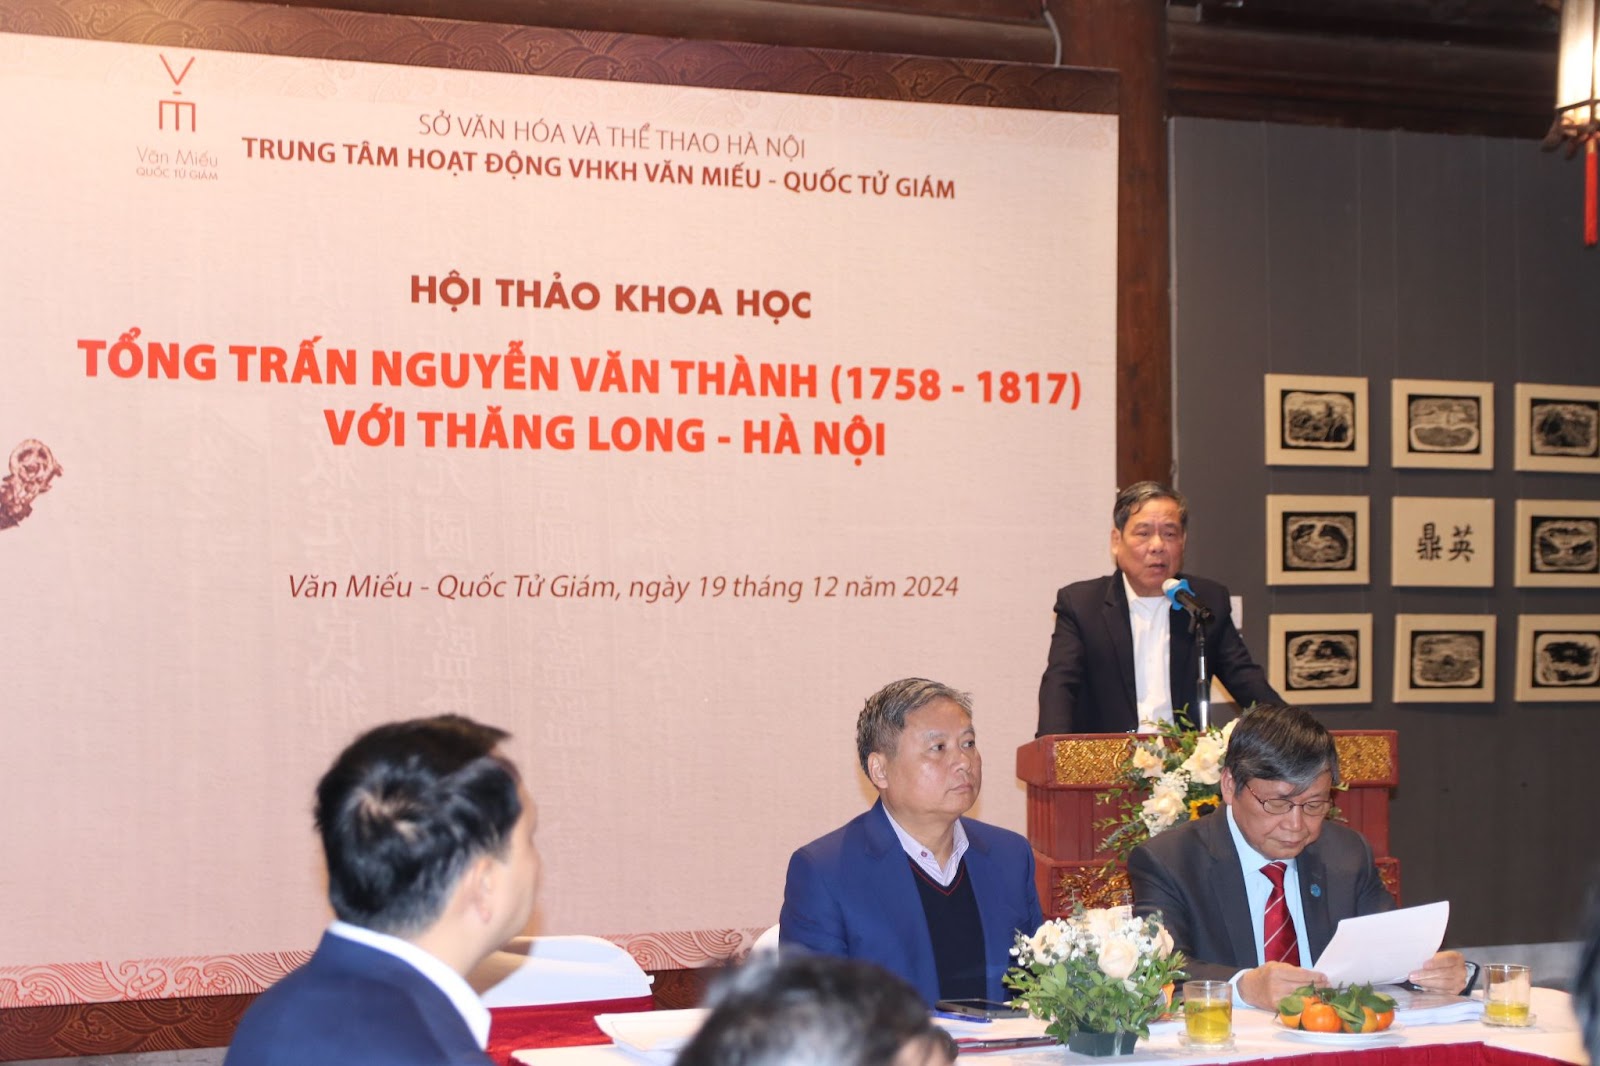 Văn Miếu
QUỐC TỬ GIÁM
SỞ VĂN HÓA VÀ THỂ THAO HÀ NỘI
TRUNG TÂM HOẠT ĐỘNG VHKH VĂN MIẾU - QUỐC TỬ GIÁM
HỘI THẢO KHOA HỌC
TỔNG TRẤN NGUYỄN VĂN THÀNH (1758 - 1817)
VỚI THĂNG LONG - HÀ NỘI
Văn Miếu - Quốc Tử Giám, ngày 19 tháng 12 năm 2024
鼎英